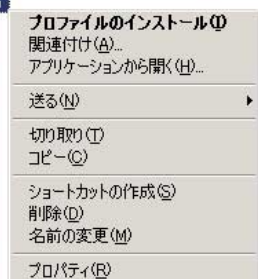 プロファイルのインストール(I)
関連付け(A)...
アプリケーションから開く(H)...
送る(N)
切り取り(T)
コピー(C)
ショートカットの作成(S)
削除(D)
名前の変更(M)
プロパティ(R)